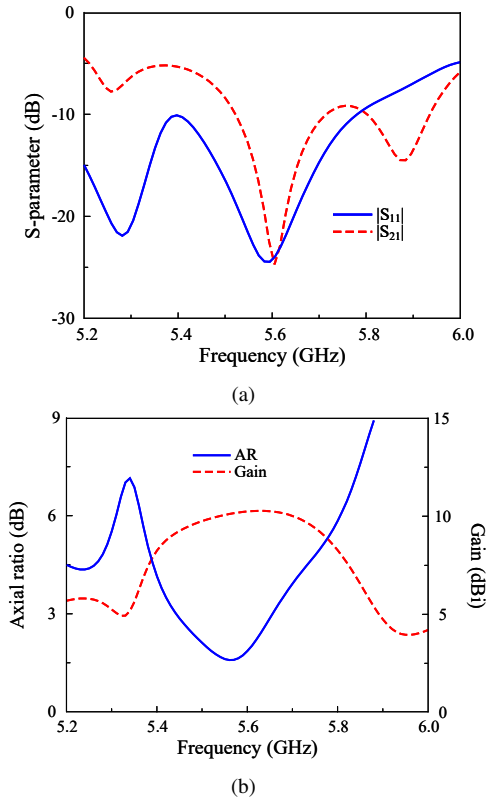 0
-10
-20
-30
S-parameter (dB)
|S₁₁|
|S₂₁|
5.2 5.4 5.6 5.8 6.0
Frequency (GHz)
(a)
9
6
3
0
Axial ratio (dB)
AR
Gain
15
10
5
0
Gain (dBi)
5.2 5.4 5.6 5.8 6.0
Frequency (GHz)
(b)